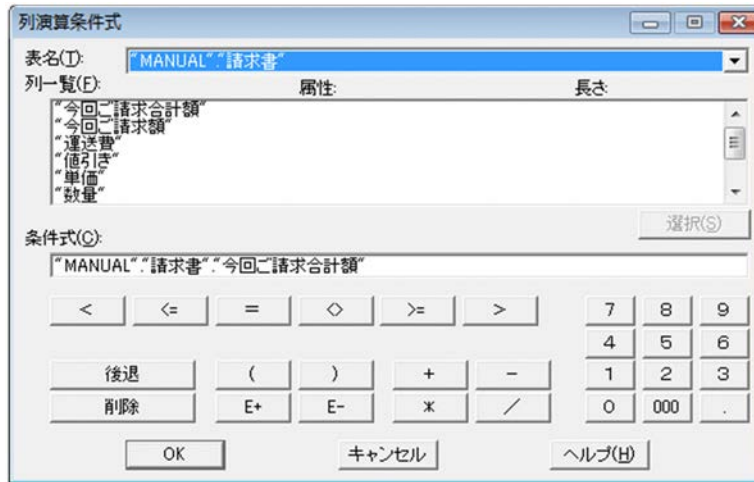 列演算条件式
表名(T): "MANUAL"."請求書"
列一覧(F): 属性: 長さ:
"今回ご請求合計額"
"今回ご請求額"
"運送費"
"値引き"
"単価"
"数量"
選択(S)
条件式(C):
"MANUAL"."請求書"."今回ご請求合計額"
< <= = <> >= > 7 8 9
4 5 6
後退 ( ) + - 1 2 3
削除 E+ E- * / 0 000 .
OK キャンセル ヘルプ(H)